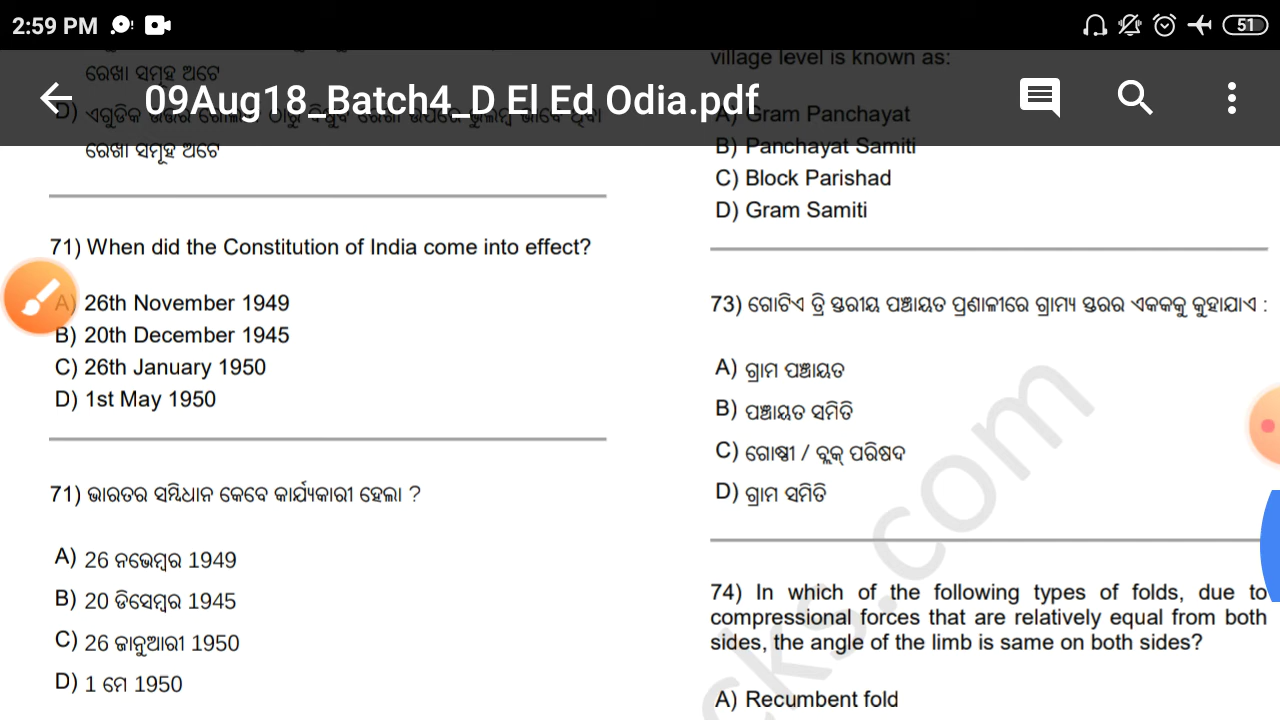 2:59 PM
51
09Aug18_Batch4_D El Ed Odia.pdf
ରେଖା ସମୂହ ଅଟେ
D)
ରେଖା ସମୂହ ଅଟେ
71) When did the Constitution of India come into effect?
A) 26th November 1949
B) 20th December 1945
C) 26th January 1950
D) 1st May 1950
71) ଭାରତର ସମ୍ବିଧାନ କେବେ କାର୍ଯ୍ୟକାରୀ ହେଲା ?
A) 26 ନଭେମ୍ବର 1949
B) 20 ଡିସେମ୍ବର 1945
C) 26 ଜାନୁଆରୀ 1950
D) 1 ମେ 1950
village level is known as:
A) Gram Panchayat
B) Panchayat Samiti
C) Block Parishad
D) Gram Samiti
73) ଗୋଟିଏ ତ୍ରି ସ୍ତରୀୟ ପଞ୍ଚାୟତ ପ୍ରଣାଳୀରେ ଗ୍ରାମ୍ୟ ସ୍ତରର ଏକକକୁ କୁହାଯାଏ :
A) ଗ୍ରାମ ପଞ୍ଚାୟତ
B) ପଞ୍ଚାୟତ ସମିତି
C) ଗୋଷ୍ଠୀ / ବ୍ଲକ୍ ପରିଷଦ
D) ଗ୍ରାମ ସମିତି
74) In which of the following types of folds, due to
compressional forces that are relatively equal from both
sides, the angle of the limb is same on both sides?
A) Recumbent fold
cks.com